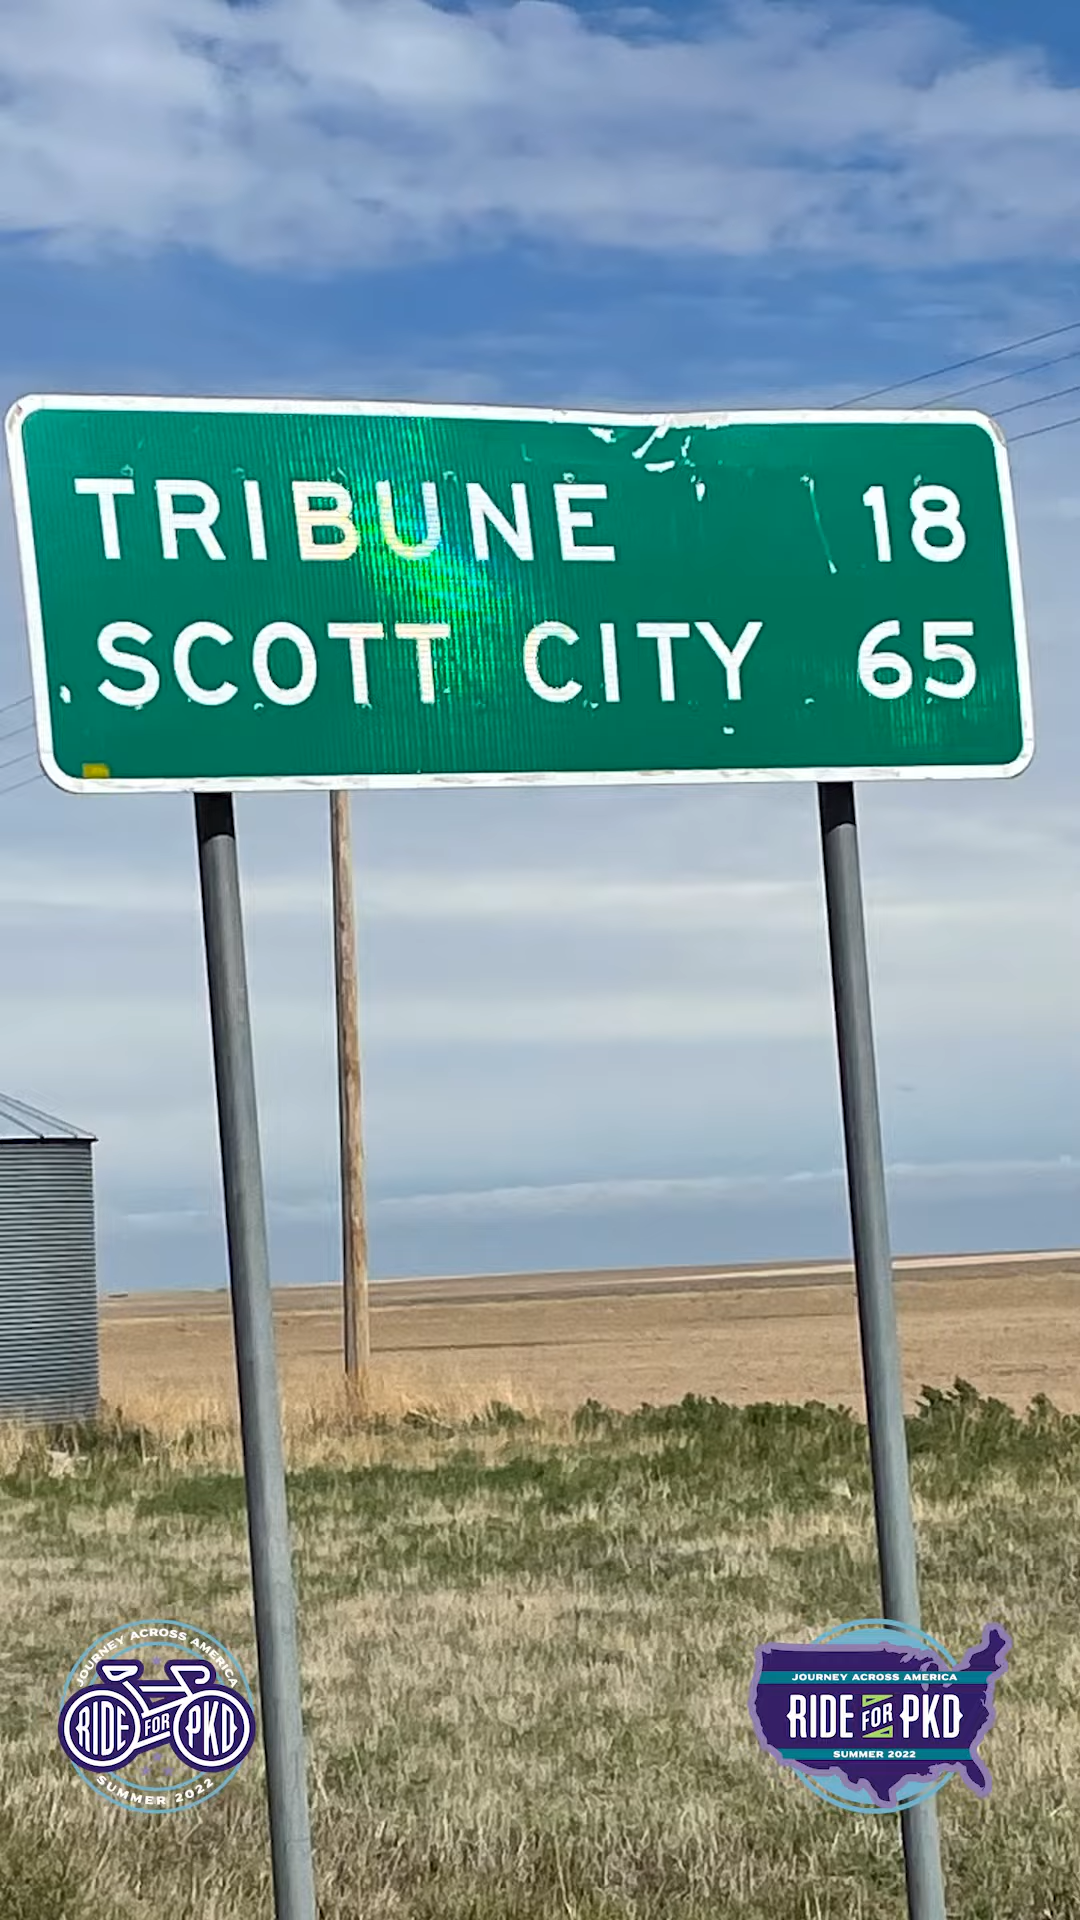 TRIBUNE 18
SCOTT CITY 65
JOURNEY ACROSS AMERICA
RIDE FOR PKD
SUMMER 2022
JOURNEY ACROSS AMERICA
RIDE FOR PKD
SUMMER 2022